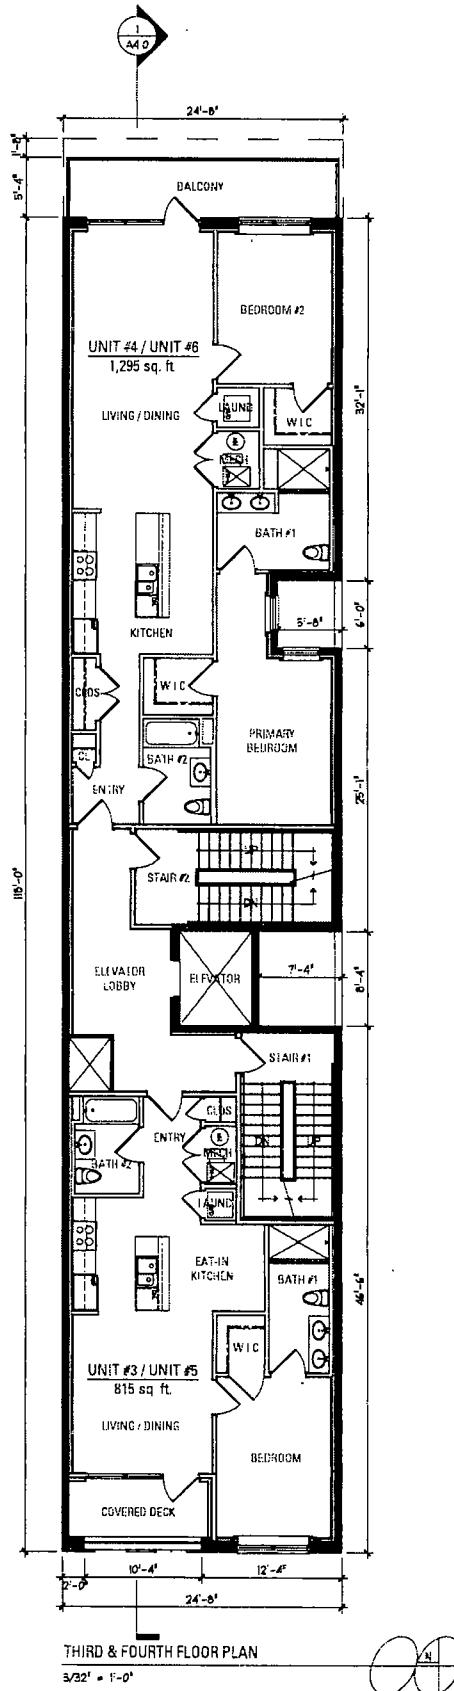 1
A4.0
24'-8"
1'-8"
5'-4"
BALCONY
BEDROOM #2
UNIT #4 / UNIT #6
1,295 sq. ft.
32'-1"
LIVING / DINING
LAUND
WIC
MECH
BATH #1
KITCHEN
5'-8"
6'-0"
WIC
CLOS
PRIMARY
BEDROOM
BATH #2
25'-1"
ENTRY
UP
STAIR #2
DN
115'-0"
ELEVATOR
LOBBY
ELEVATOR
7'-4"
8'-4"
STAIR #1
CLOS
ENTRY
MECH
DN
UP
BATH #2
LAUND
EAT-IN
KITCHEN
BATH #1
46'-6"
WIC
UNIT #3 / UNIT #5
815 sq. ft.
LIVING / DINING
BEDROOM
COVERED DECK
2'-0"
10'-4"
12'-4"
24'-8"
THIRD & FOURTH FLOOR PLAN
N
3/32" = 1'-0"